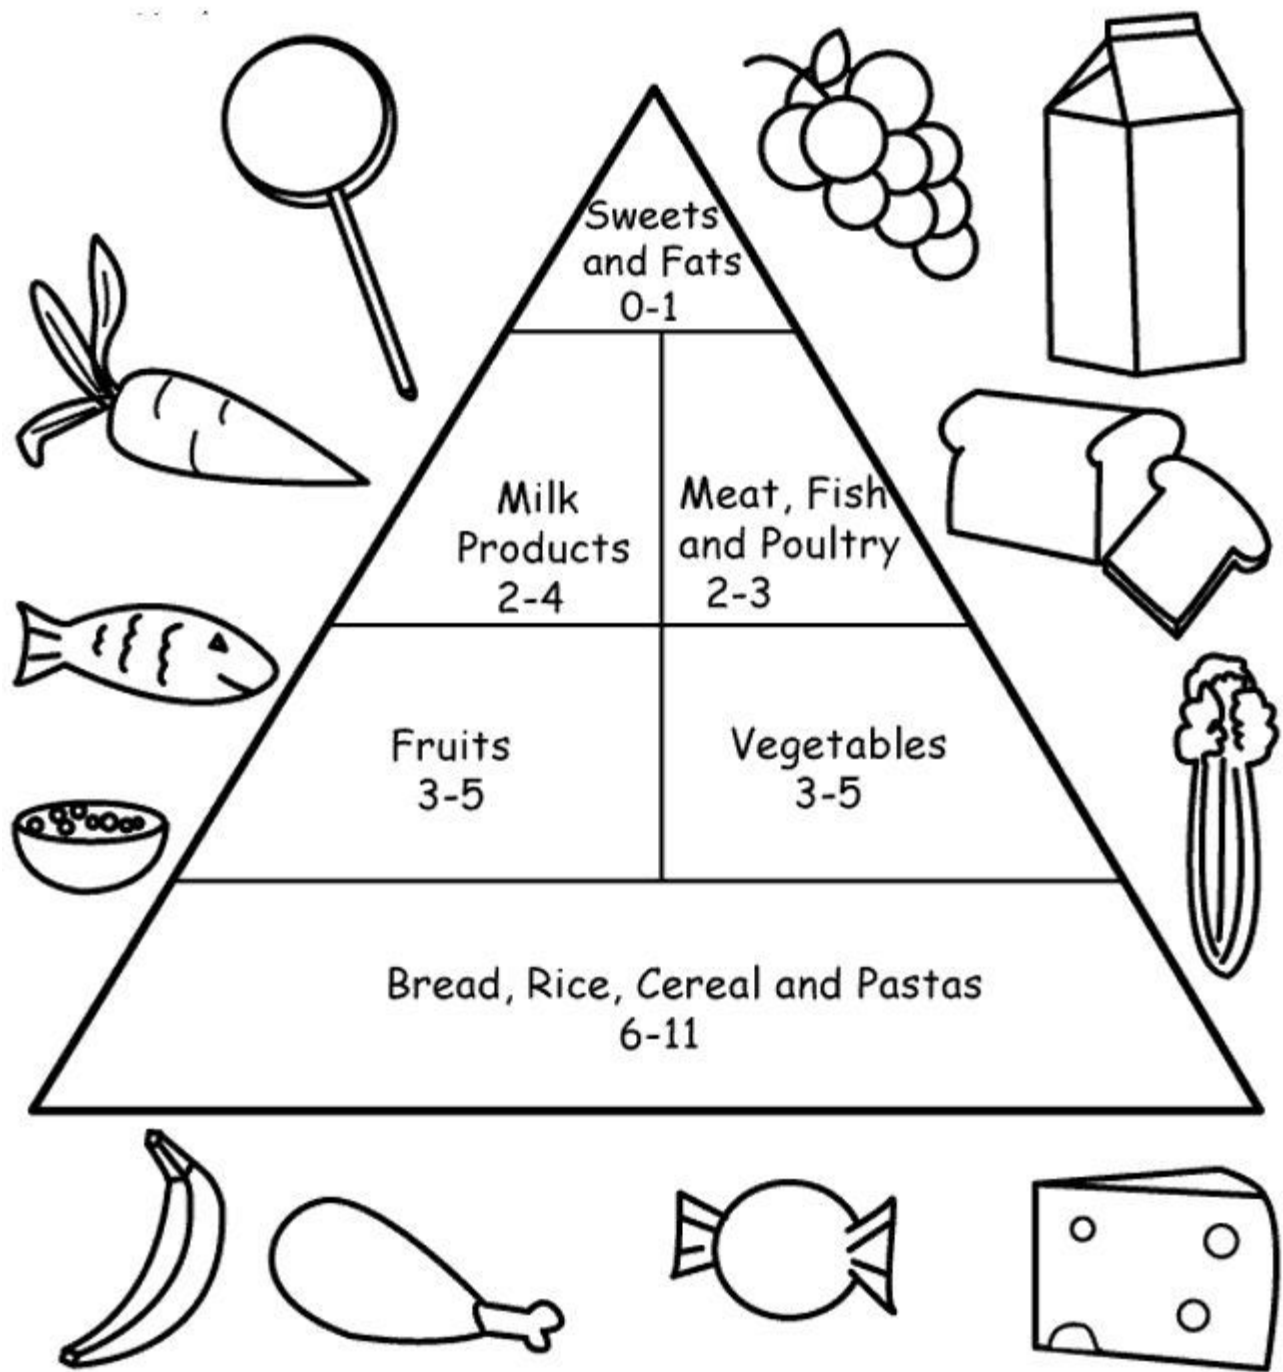 Sweets
and Fats
0-1
Milk
Products
2-4
Meat, Fish
and Poultry
2-3
Fruits
3-5
Vegetables
3-5
Bread, Rice, Cereal and Pastas
6-11